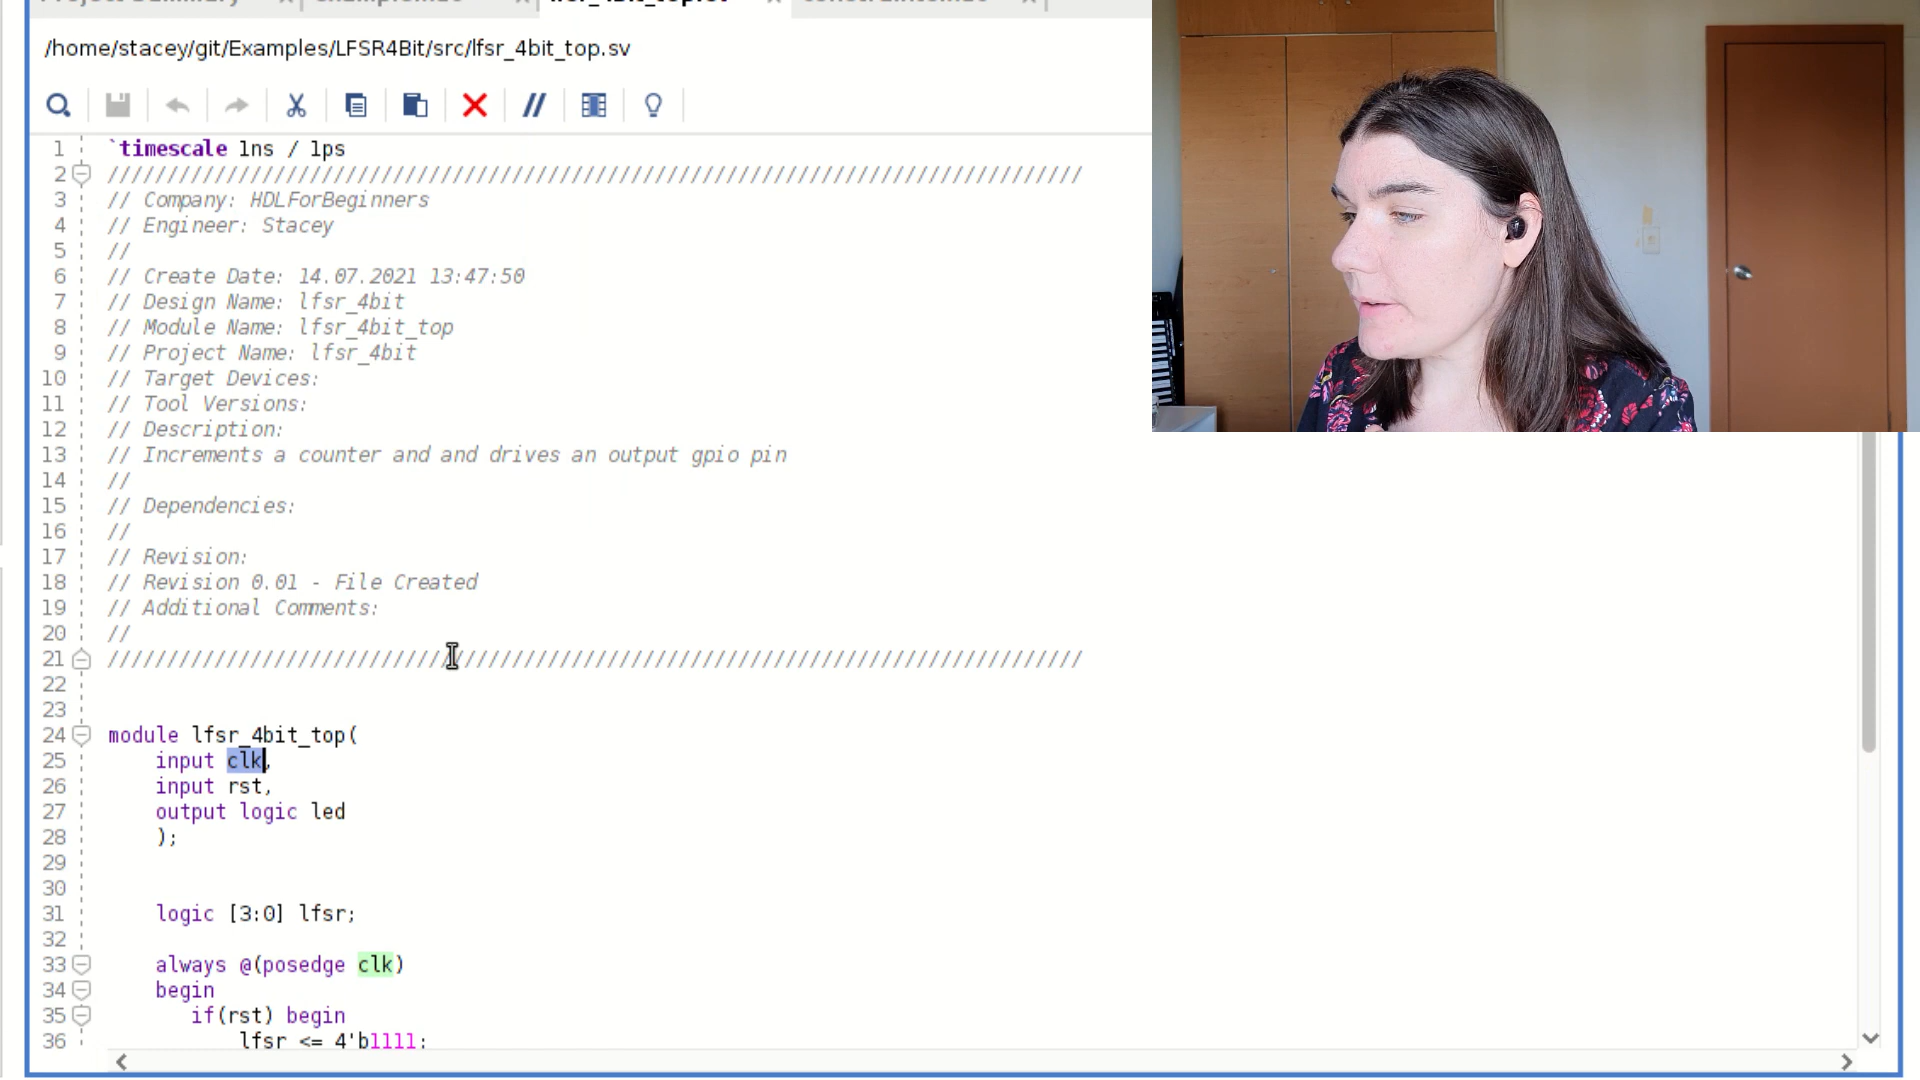 /home/stacey/git/Examples/LFSR4Bit/src/lfsr_4bit_top.sv
1 `timescale 1ns / 1ps
2 //////////////////////////////////////////////////////////////////////////////////
3 // Company: HDLForBeginners
4 // Engineer: Stacey
5 //
6 // Create Date: 14.07.2021 13:47:50
7 // Design Name: lfsr_4bit
8 // Module Name: lfsr_4bit_top
9 // Project Name: lfsr_4bit
10 // Target Devices:
11 // Tool Versions:
12 // Description:
13 // Increments a counter and and drives an output gpio pin
14 //
15 // Dependencies:
16 //
17 // Revision:
18 // Revision 0.01 - File Created
19 // Additional Comments:
20 //
21 //////////////////////////////////////////////////////////////////////////////////
22
23
24 module lfsr_4bit_top(
25 input clk,
26 input rst,
27 output logic led
28 );
29
30
31 logic [3:0] lfsr;
32
33 always @(posedge clk)
34 begin
35 if(rst) begin
36 lfsr <= 4'b1111;